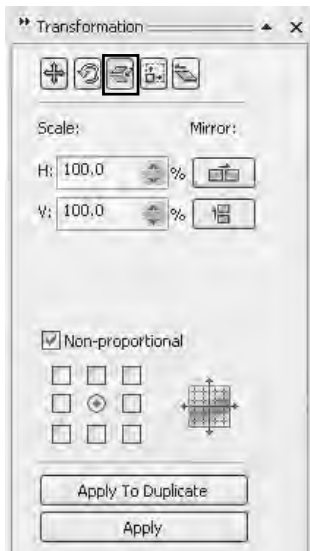 Transformation
Scale: Mirror:
H: 100.0 %
V: 100.0 %
Non-proportional
Apply To Duplicate
Apply